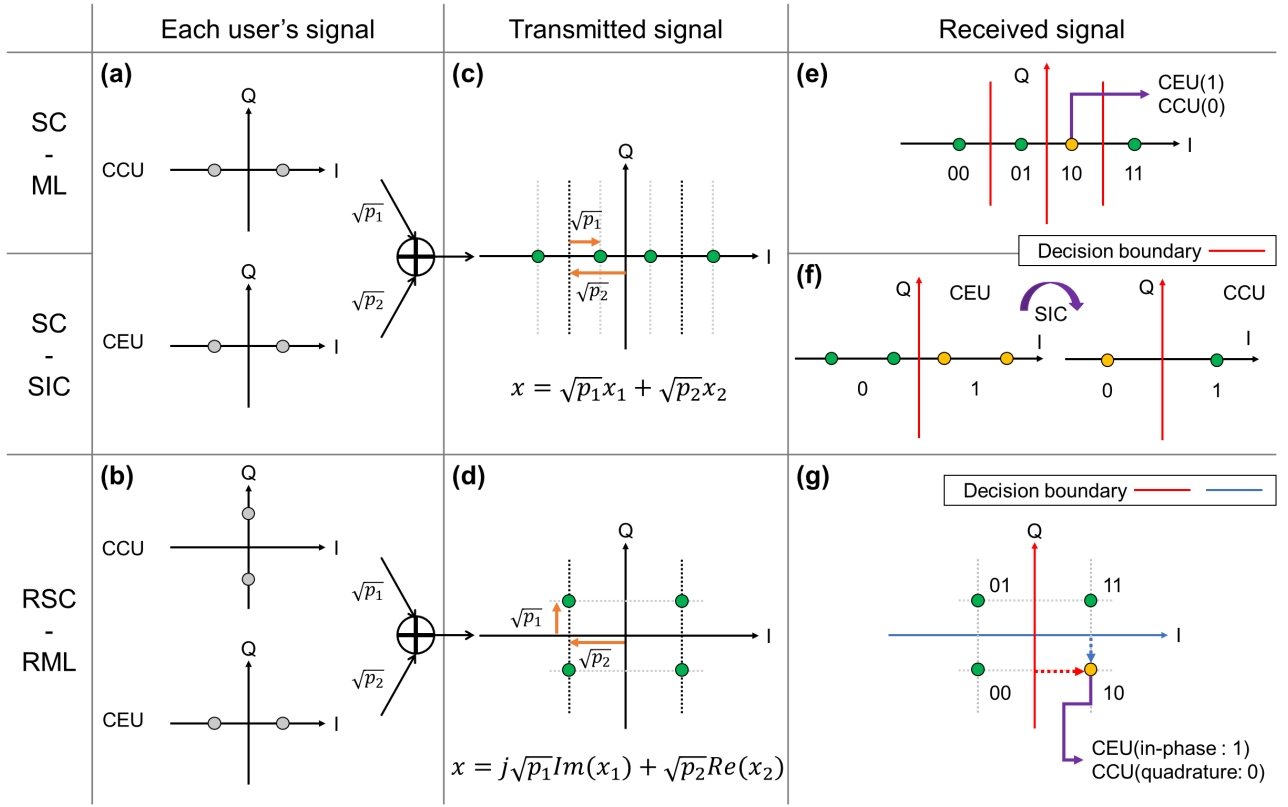 Each user's signal
Transmitted signal
Received signal
SC
-
ML
SC
-
SIC
RSC
-
RML
(a)
Q
CCU
I
√p₁
Q
CEU
I
√p₂
(c)
Q
√p₁
I
√p₂
x = √p₁x₁ + √p₂x₂
(e)
Q
CEU(1)
CCU(0)
I
00
01
10
11
Decision boundary
(f)
Q
CEU
SIC
Q
CCU
I
I
0
1
0
1
(b)
Q
CCU
I
√p₁
Q
CEU
I
√p₂
(d)
Q
√p₁
I
√p₂
x = j√p₁Im(x₁) + √p₂Re(x₂)
(g)
Decision boundary
Q
01
11
I
00
10
CEU(in-phase : 1)
CCU(quadrature: 0)